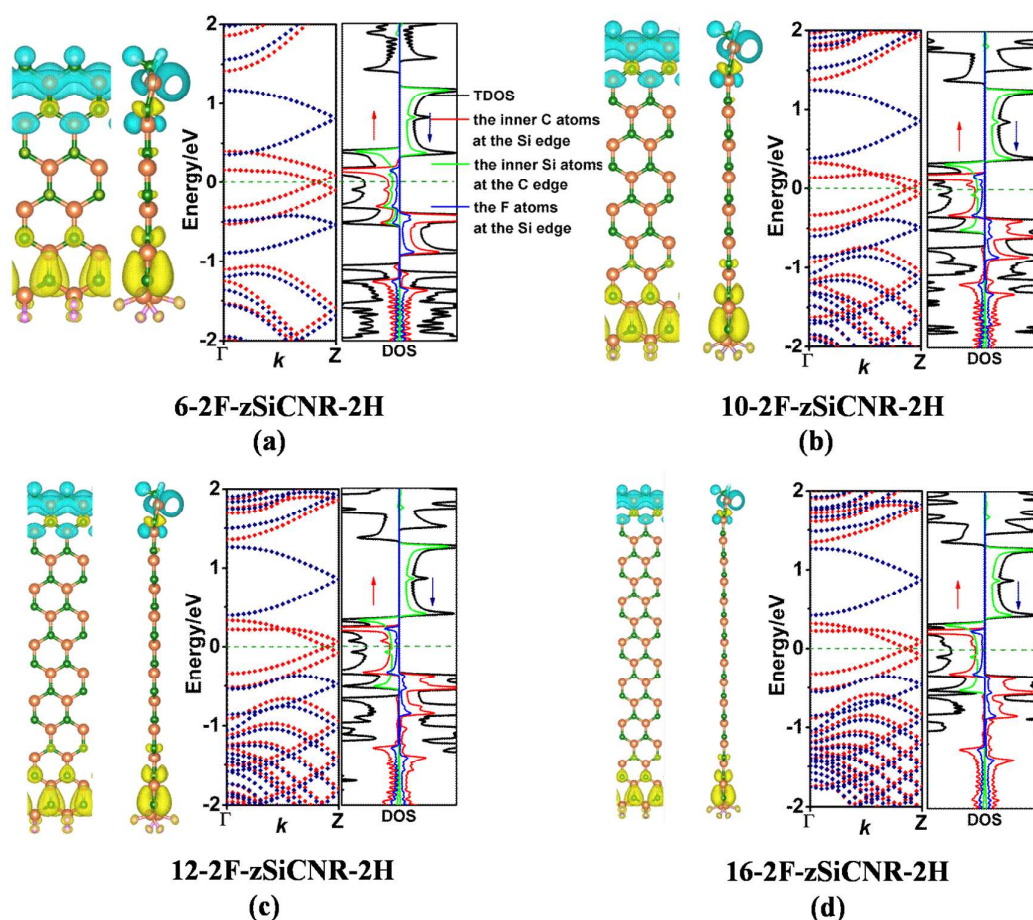 2
1
0
-1
-2
Energy/eV
Γ
k
Z
DOS
TDOS
the inner C atoms
at the Si edge
the inner Si atoms
at the C edge
the F atoms
at the Si edge
6-2F-zSiCNR-2H
(a)
2
1
0
-1
-2
Energy/eV
Γ
k
Z
DOS
10-2F-zSiCNR-2H
(b)
2
1
0
-1
-2
Energy/eV
Γ
k
Z
DOS
12-2F-zSiCNR-2H
(c)
2
1
0
-1
-2
Energy/eV
Γ
k
Z
DOS
16-2F-zSiCNR-2H
(d)